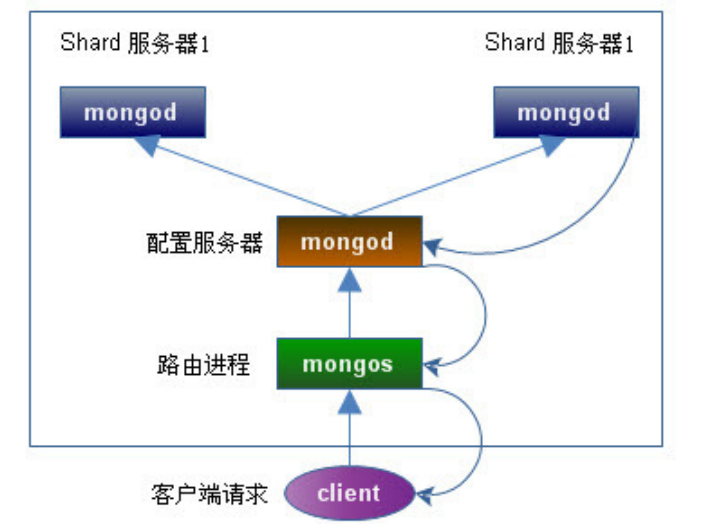 Shard 服务器1
Shard 服务器1
mongod
mongod
配置服务器
mongod
路由进程
mongos
客户端请求
client